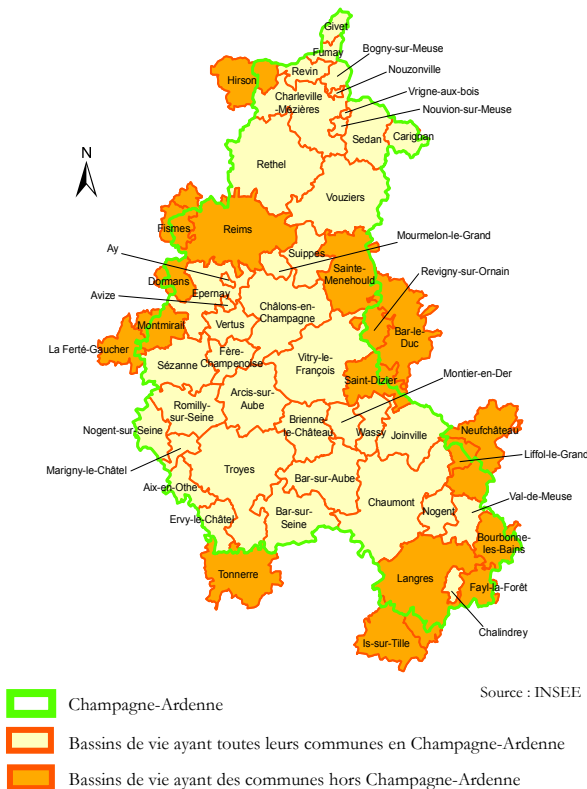 Givet
Fumay
Bogny-sur-Meuse
Revin
Nouzonville
Hirson
Vrigne-aux-bois
Charleville
-Mézières
Nouvion-sur-Meuse
Sedan
Carignan
N
Rethel
Vouziers
Fismes
Reims
Mourmelon-le-Grand
Ay
Suippes
Sainte-
Menehould
Revigny-sur-Ornain
Dormans
Epernay
Avize
Châlons-en-
Champagne
Montmirail
Vertus
Bar-le-
Duc
La Ferté-Gaucher
Fère-
Champenoise
Sézanne
Vitry-le-
François
Montier-en-Der
Saint-Dizier
Arcis-sur-
Aube
Romilly-
sur-Seine
Brienne
-le-Château
Wassy
Joinville
Neufchâteau
Nogent-sur-Seine
Liffol-le-Grand
Marigny-le-Châtel
Troyes
Aix-en-Othe
Bar-sur-Aube
Chaumont
Val-de-Meuse
Nogent
Ervy-le-Châtel
Bar-sur-
Seine
Bourbonne-
les-Bains
Tonnerre
Langres
Fayl-la-Forêt
Chalindrey
Is-sur-Tille
Source : INSEE
Champagne-Ardenne
Bassins de vie ayant toutes leurs communes en Champagne-Ardenne
Bassins de vie ayant des communes hors Champagne-Ardenne